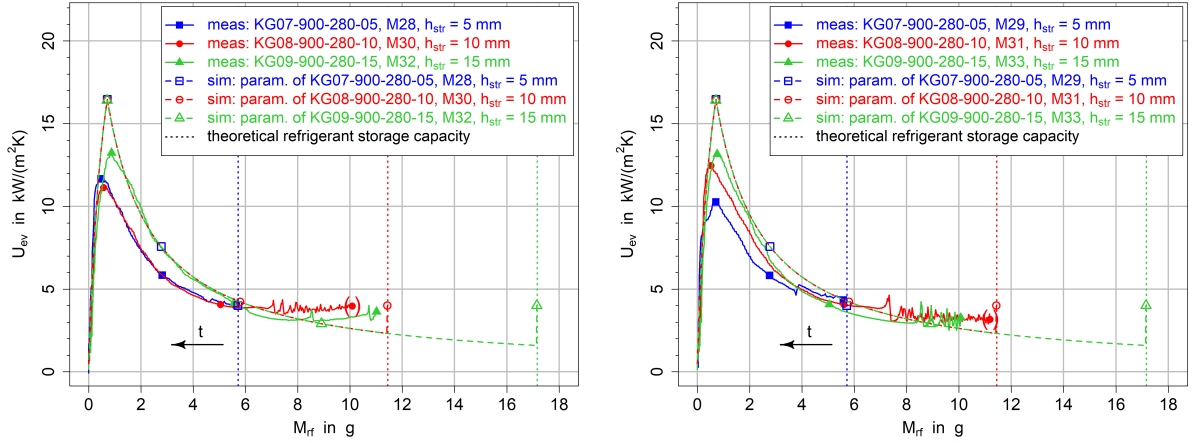 meas: KG07-900-280-05, M28, hstr = 5 mm
meas: KG08-900-280-10, M30, hstr = 10 mm
meas: KG09-900-280-15, M32, hstr = 15 mm
sim: param. of KG07-900-280-05, M28, hstr = 5 mm
sim: param. of KG08-900-280-10, M30, hstr = 10 mm
sim: param. of KG09-900-280-15, M32, hstr = 15 mm
theoretical refrigerant storage capacity
Uev in kW/(m²K)
20
15
10
5
0
( )
t
0 2 4 6 8 10 12 14 16 18
Mrf in g
meas: KG07-900-280-05, M29, hstr = 5 mm
meas: KG08-900-280-10, M31, hstr = 10 mm
meas: KG09-900-280-15, M33, hstr = 15 mm
sim: param. of KG07-900-280-05, M29, hstr = 5 mm
sim: param. of KG08-900-280-10, M31, hstr = 10 mm
sim: param. of KG09-900-280-15, M33, hstr = 15 mm
theoretical refrigerant storage capacity
Uev in kW/(m²K)
20
15
10
5
0
( )
t
0 2 4 6 8 10 12 14 16 18
Mrf in g